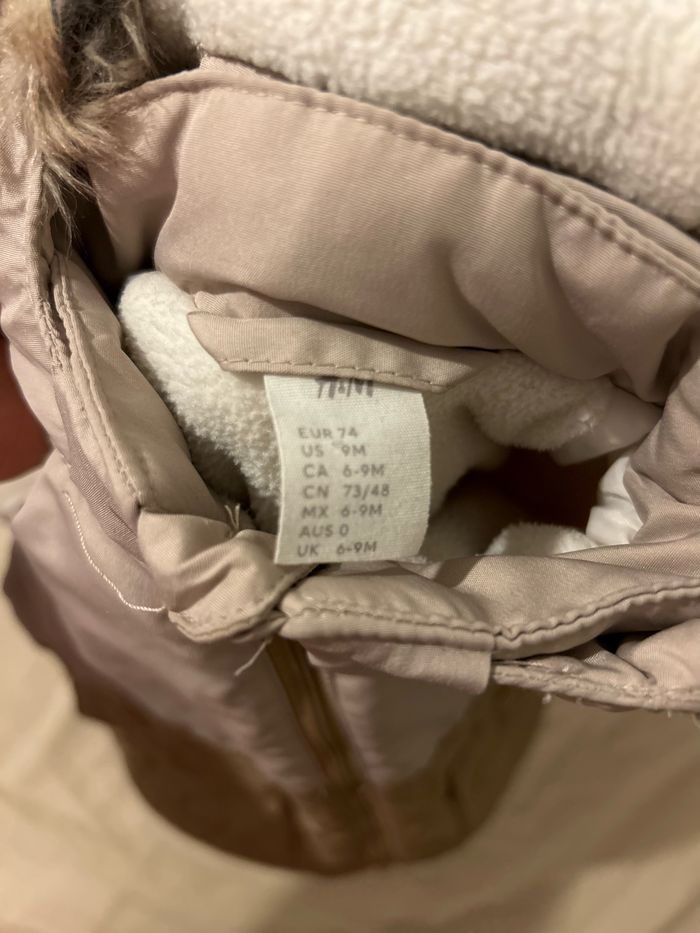 EUR 74
US 9M
CA 6-9M
CN 73/48
MX 6-9M
AUS 0
UK 6-9M